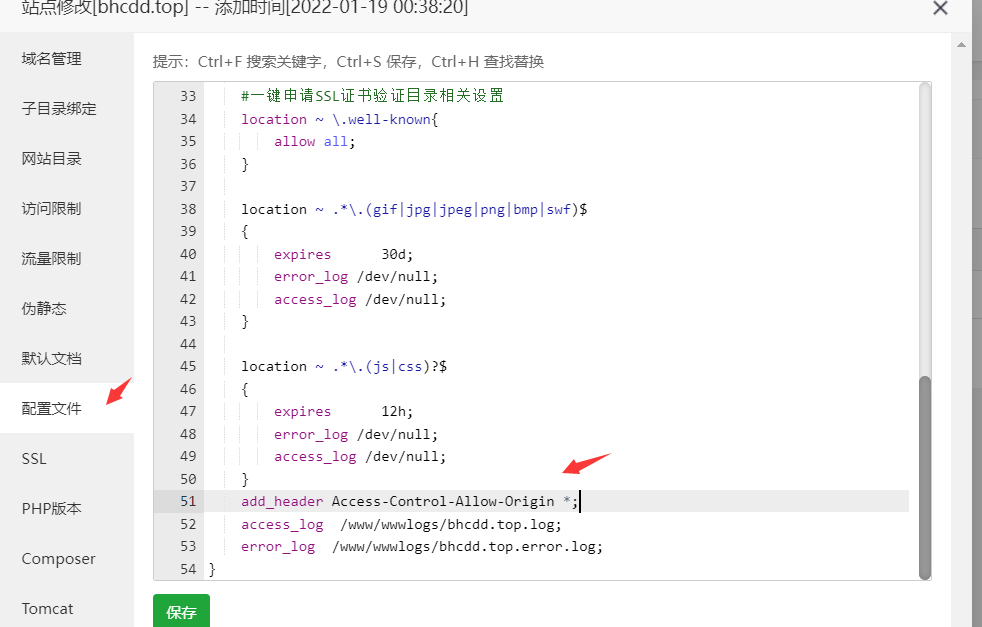 站点修改[bhcdd.top] -- 添加时间[2022-01-19 00:38:20]
域名管理
子目录绑定
网站目录
访问限制
流量限制
伪静态
默认文档
配置文件
SSL
PHP版本
Composer
Tomcat
提示：Ctrl+F 搜索关键字，Ctrl+S 保存，Ctrl+H 查找替换
33 #一键申请SSL证书验证目录相关设置
34 location ~ \.well-known{
35 allow all;
36 }
37
38 location ~ .*\.(gif|jpg|jpeg|png|bmp|swf)$
39 {
40 expires      30d;
41 error_log /dev/null;
42 access_log /dev/null;
43 }
44
45 location ~ .*\.(js|css)?$
46 {
47 expires      12h;
48 error_log /dev/null;
49 access_log /dev/null;
50 }
51 add_header Access-Control-Allow-Origin *;
52 access_log  /www/wwwlogs/bhcdd.top.log;
53 error_log  /www/wwwlogs/bhcdd.top.error.log;
54 }
保存